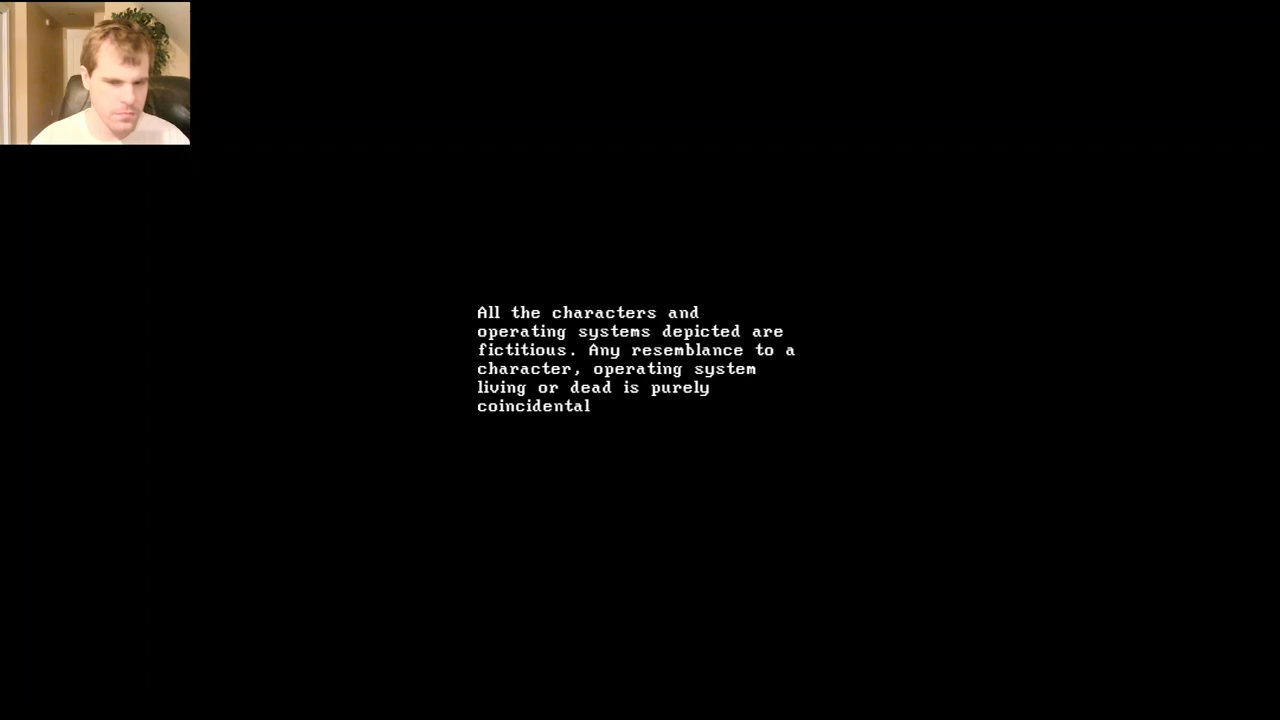 All the characters and
operating systems depicted are
fictitious. Any resemblance to a
character, operating system
living or dead is purely
coincidental